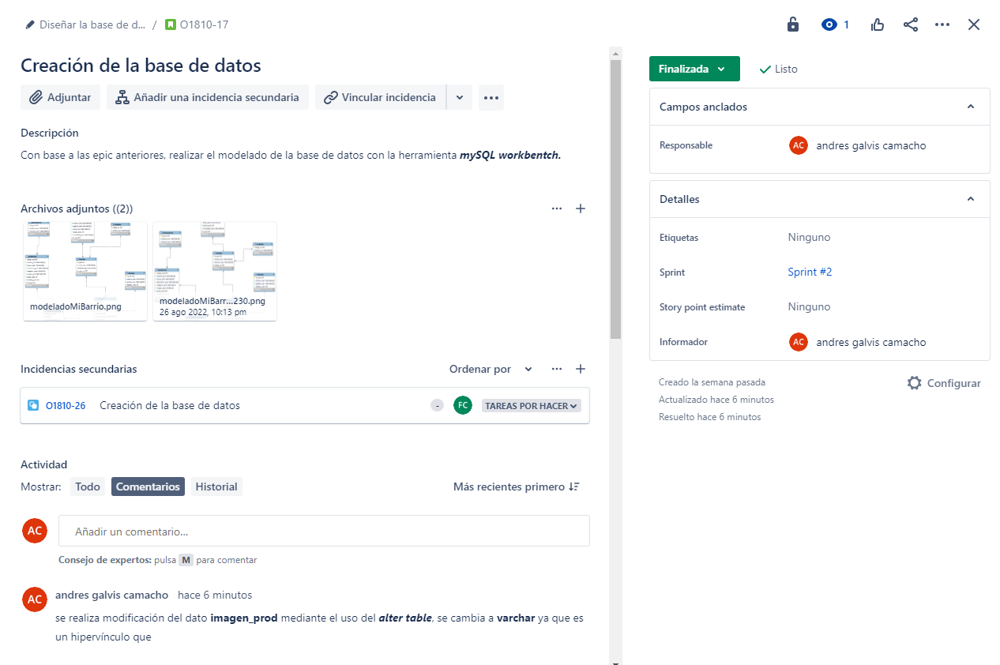 Diseñar la base de d... / O1810-17
1
Creación de la base de datos
Adjuntar
Añadir una incidencia secundaria
Vincular incidencia
Descripción
Con base a las epic anteriores, realizar el modelado de la base de datos con la herramienta mySQL workbentch.
Archivos adjuntos ((2))
modeladoMiBarrio.png
modeladoMiBarr...230.png
26 ago 2022, 10:13 pm
Incidencias secundarias
Ordenar por
O1810-26 Creación de la base de datos - FC TAREAS POR HACER
Actividad
Mostrar: Todo Comentarios Historial
Más recientes primero
AC
Añadir un comentario...
Consejo de expertos: pulsa M para comentar
AC
andres galvis camacho hace 6 minutos
se realiza modificación del dato imagen_prod mediante el uso del alter table, se cambia a varchar ya que es
un hipervínculo que
Finalizada
Listo
Campos anclados
Responsable AC andres galvis camacho
Detalles
Etiquetas Ninguno
Sprint Sprint #2
Story point estimate Ninguno
Informador AC andres galvis camacho
Creado la semana pasada
Configurar
Actualizado hace 6 minutos
Resuelto hace 6 minutos